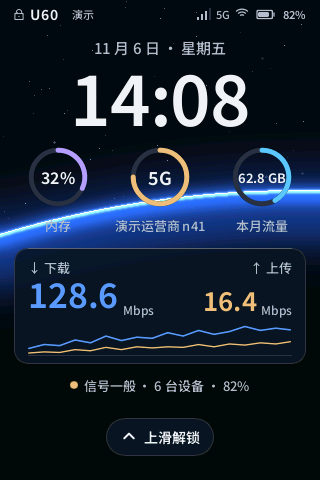 U60 演示 5G 82%
11 月 6 日 · 星期五
14:08
32% 5G 62.8 GB
内存 演示运营商 n41 本月流量
↓ 下载 ↑ 上传
128.6 Mbps 16.4 Mbps
信号一般 · 6 台设备 · 82%
上滑解锁